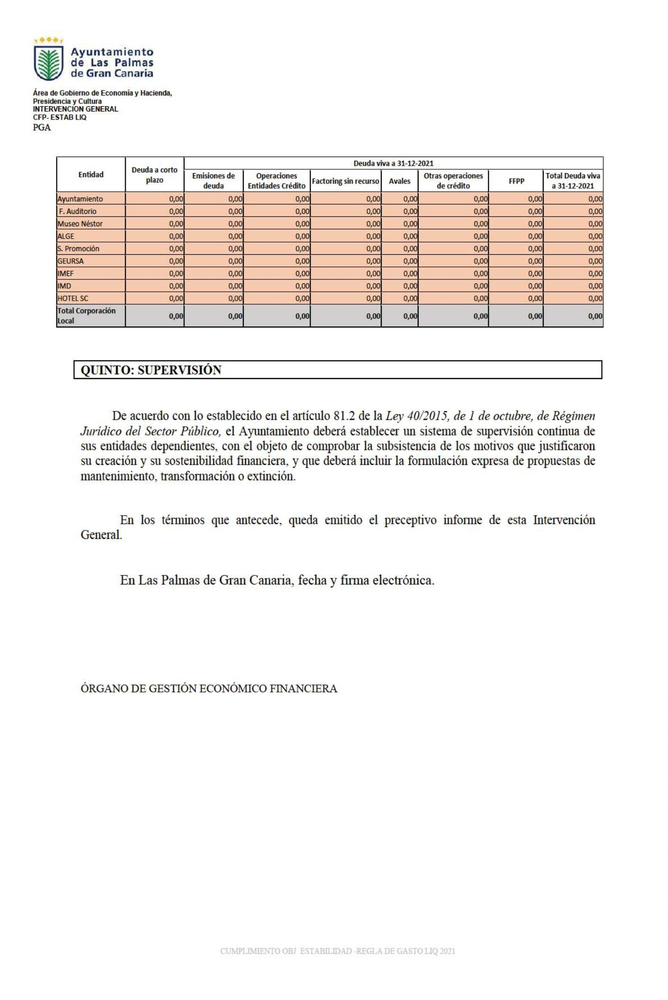 Ayuntamiento
de Las Palmas
de Gran Canaria
Área de Gobierno de Economía y Hacienda,
Presidencia y Cultura
INTERVENCIÓN GENERAL
CFP- ESTAB LIQ
PGA
Entidad Deuda a corto plazo Deuda viva a 31-12-2021
Emisiones de deuda Operaciones Entidades Crédito Factoring sin recurso Avales Otras operaciones de crédito FFPP Total Deuda viva a 31-12-2021
Ayuntamiento 0,00 0,00 0,00 0,00 0,00 0,00 0,00 0,00
F. Auditorio 0,00 0,00 0,00 0,00 0,00 0,00 0,00 0,00
Museo Néstor 0,00 0,00 0,00 0,00 0,00 0,00 0,00 0,00
ALGE 0,00 0,00 0,00 0,00 0,00 0,00 0,00 0,00
S. Promoción 0,00 0,00 0,00 0,00 0,00 0,00 0,00 0,00
GEURSA 0,00 0,00 0,00 0,00 0,00 0,00 0,00 0,00
IMEF 0,00 0,00 0,00 0,00 0,00 0,00 0,00 0,00
IMD 0,00 0,00 0,00 0,00 0,00 0,00 0,00 0,00
HOTEL SC 0,00 0,00 0,00 0,00 0,00 0,00 0,00 0,00
Total Corporación Local 0,00 0,00 0,00 0,00 0,00 0,00 0,00 0,00
QUINTO: SUPERVISIÓN
De acuerdo con lo establecido en el artículo 81.2 de la Ley 40/2015, de 1 de octubre, de Régimen
Jurídico del Sector Público, el Ayuntamiento deberá establecer un sistema de supervisión continua de
sus entidades dependientes, con el objeto de comprobar la subsistencia de los motivos que justificaron
su creación y su sostenibilidad financiera, y que deberá incluir la formulación expresa de propuestas de
mantenimiento, transformación o extinción.
En los términos que antecede, queda emitido el preceptivo informe de esta Intervención
General.
En Las Palmas de Gran Canaria, fecha y firma electrónica.
ÓRGANO DE GESTIÓN ECONÓMICO FINANCIERA
CUMPLIMIENTO OBJ ESTABILIDAD -REGLA DE GASTO LIQ 2021